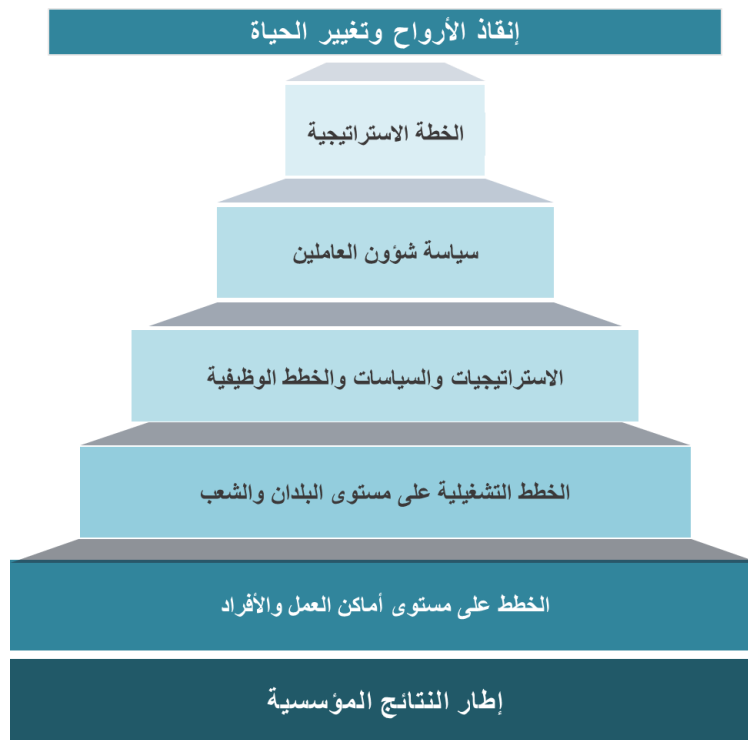 إنقاذ الأرواح وتغيير الحياة
الخطة الاستراتيجية
سياسة شؤون العاملين
الاستراتيجيات والسياسات والخطط الوظيفية
الخطط التشغيلية على مستوى البلدان والشعب
الخطط على مستوى أماكن العمل والأفراد
إطار النتائج المؤسسية